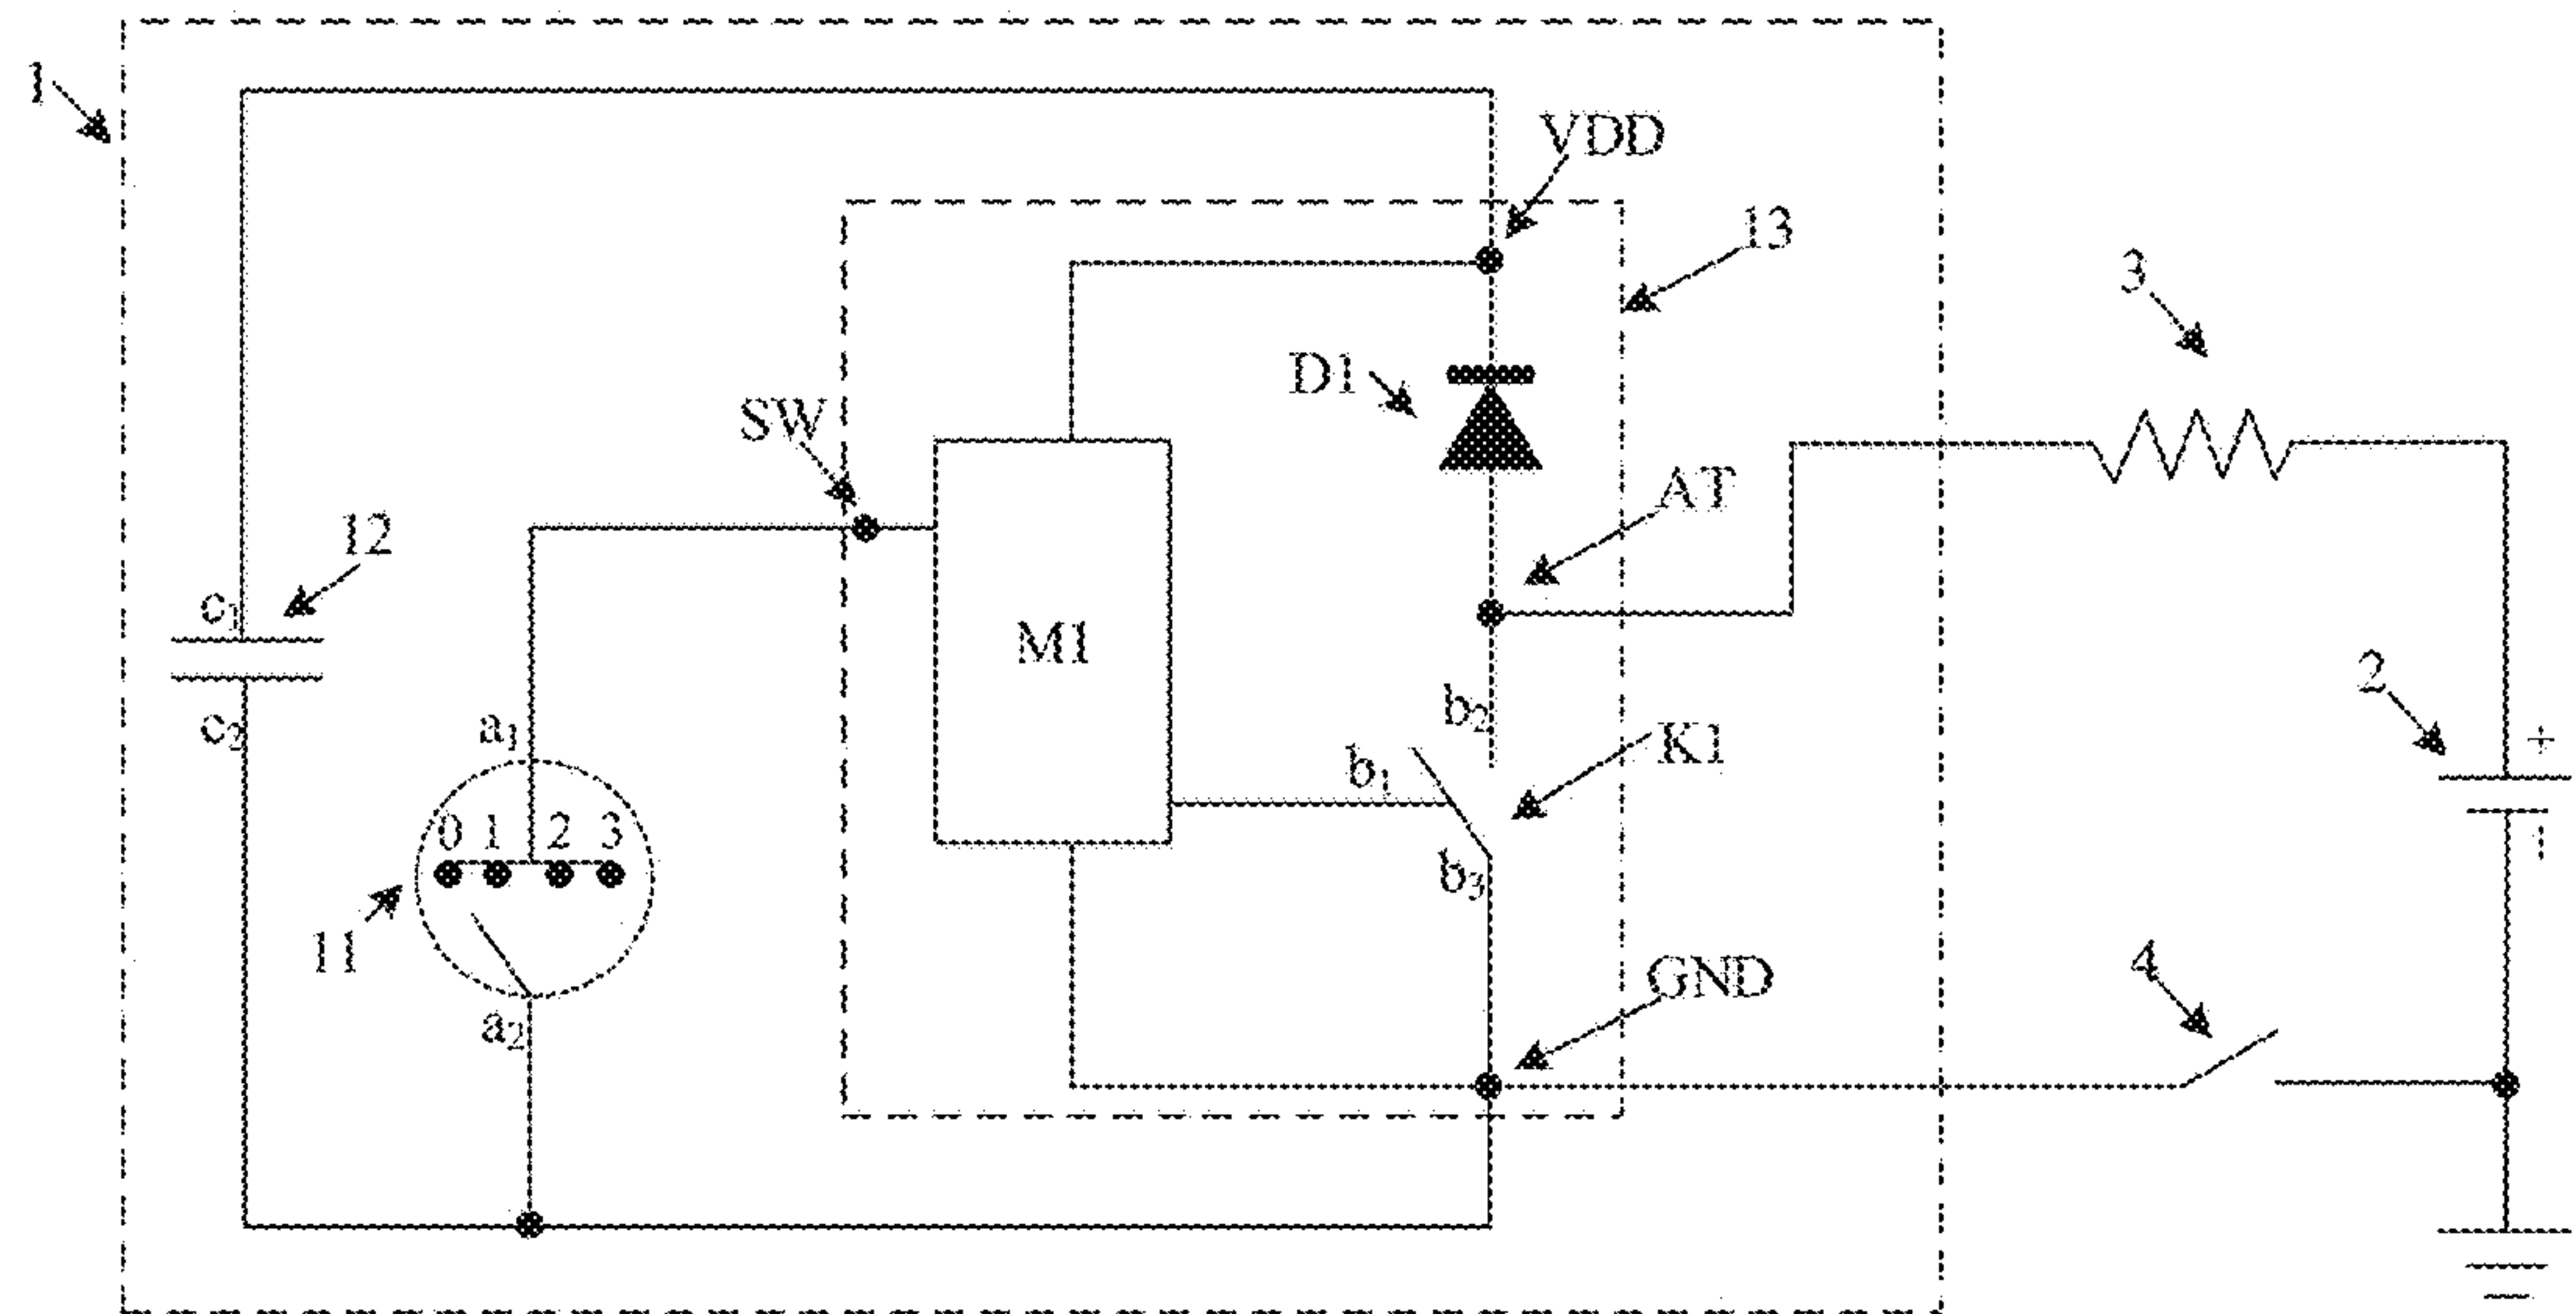 1
VDD
13
3
D1
SW
AT
12
c₁
M1
2
b₂
c₂
a₁
K1
+
b₁
0 1 2 3
-
b₃
11
4
GND
a₂